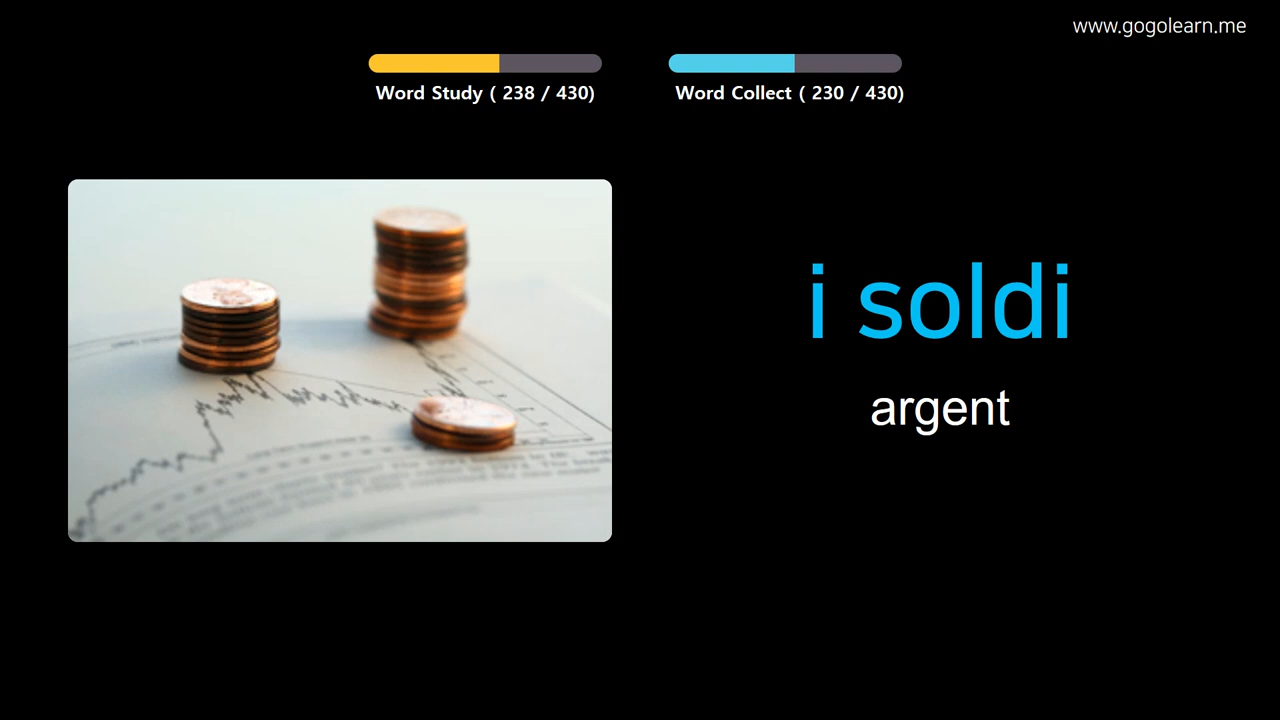 www.gogolearn.me
Word Study ( 238 / 430)
Word Collect ( 230 / 430)
i soldi
argent